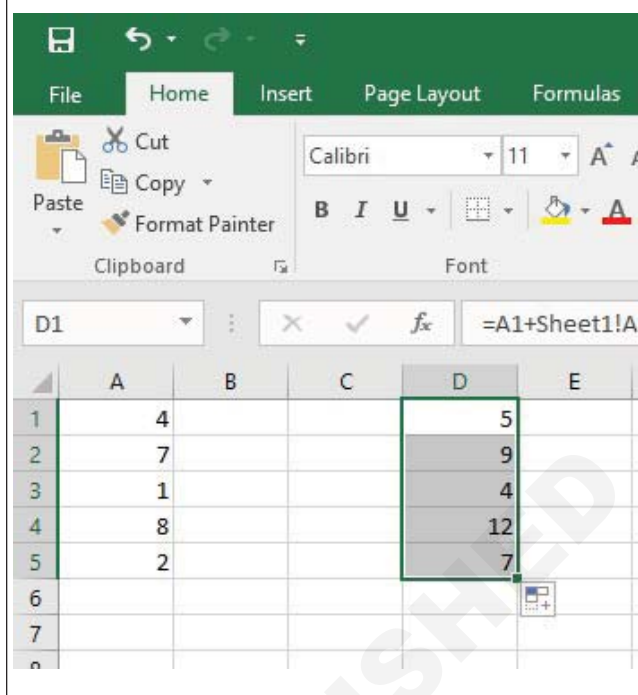 File Home Insert Page Layout Formulas
Cut
Calibri 11 A
Copy
Paste
B I U A
Format Painter
Clipboard Font
D1 fx =A1+Sheet1!A
A B C D E
1 4 5
2 7 9
3 1 4
4 8 12
5 2 7
6
7
SHED